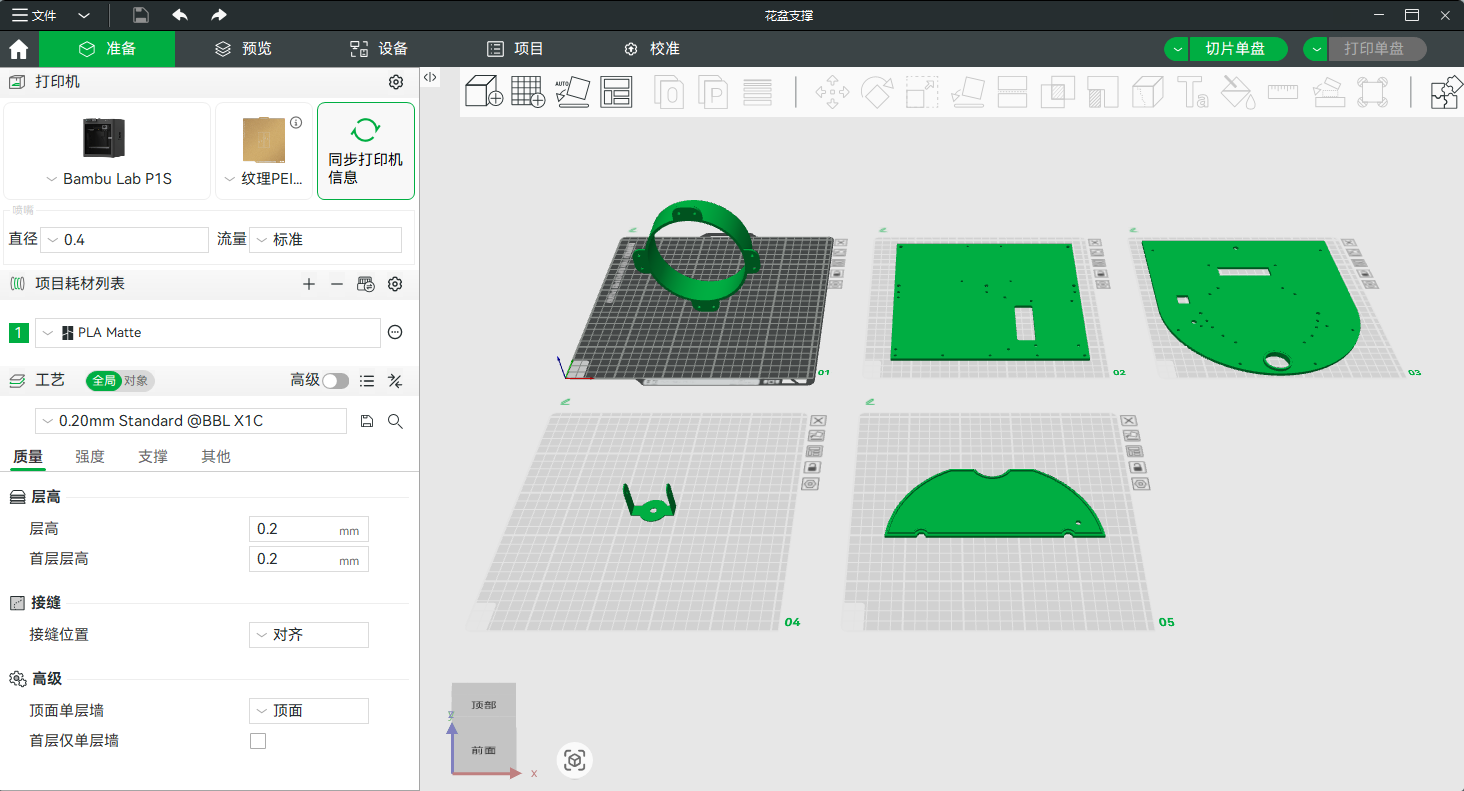 文件
花盆支撑
准备
预览
设备
项目
校准
切片单盘
打印单盘
打印机
Bambu Lab P1S
纹理PEI...
同步打印机
信息
喷嘴
直径
0.4
流量
标准
项目耗材列表
1
PLA Matte
工艺
全局
对象
高级
0.20mm Standard @BBL X1C
质量
强度
支撑
其他
层高
层高
0.2
mm
首层层高
0.2
mm
接缝
接缝位置
对齐
高级
顶面单层墙
顶面
首层仅单层墙
AUTO
O
P
Ta
01
02
03
04
05
顶部
前面
z
x